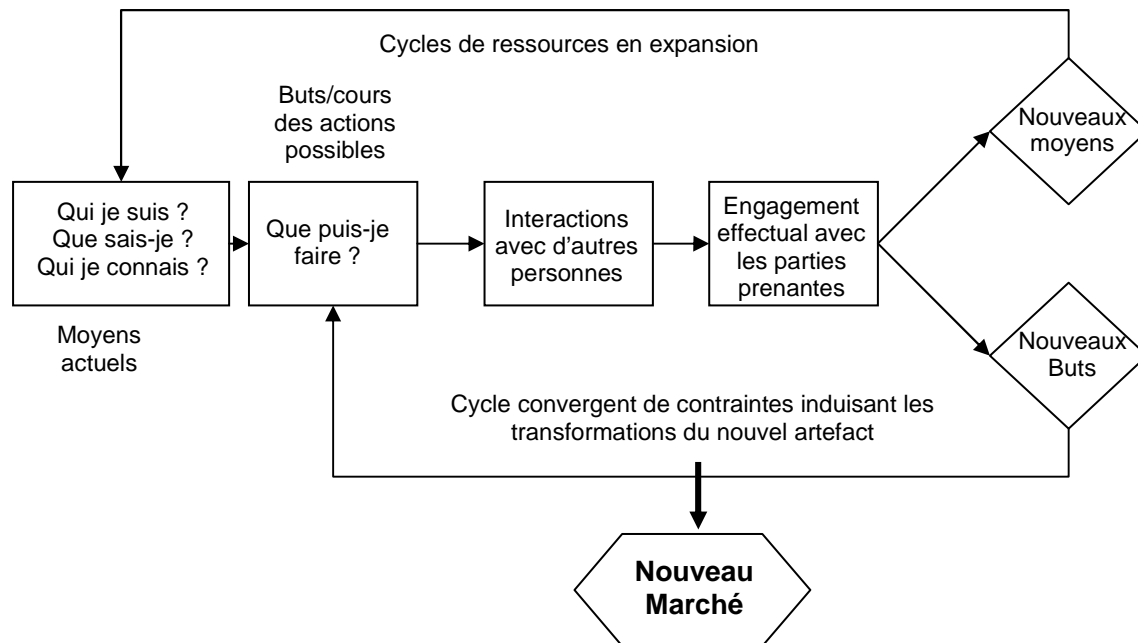 Cycles de ressources en expansion
Buts/cours
des actions
possibles
Nouveaux
moyens
Qui je suis ?
Que sais-je ?
Qui je connais ?
Que puis-je
faire ?
Interactions
avec d’autres
personnes
Engagement
effectual avec
les parties
prenantes
Moyens
actuels
Nouveaux
Buts
Cycle convergent de contraintes induisant les
transformations du nouvel artefact
Nouveau
Marché